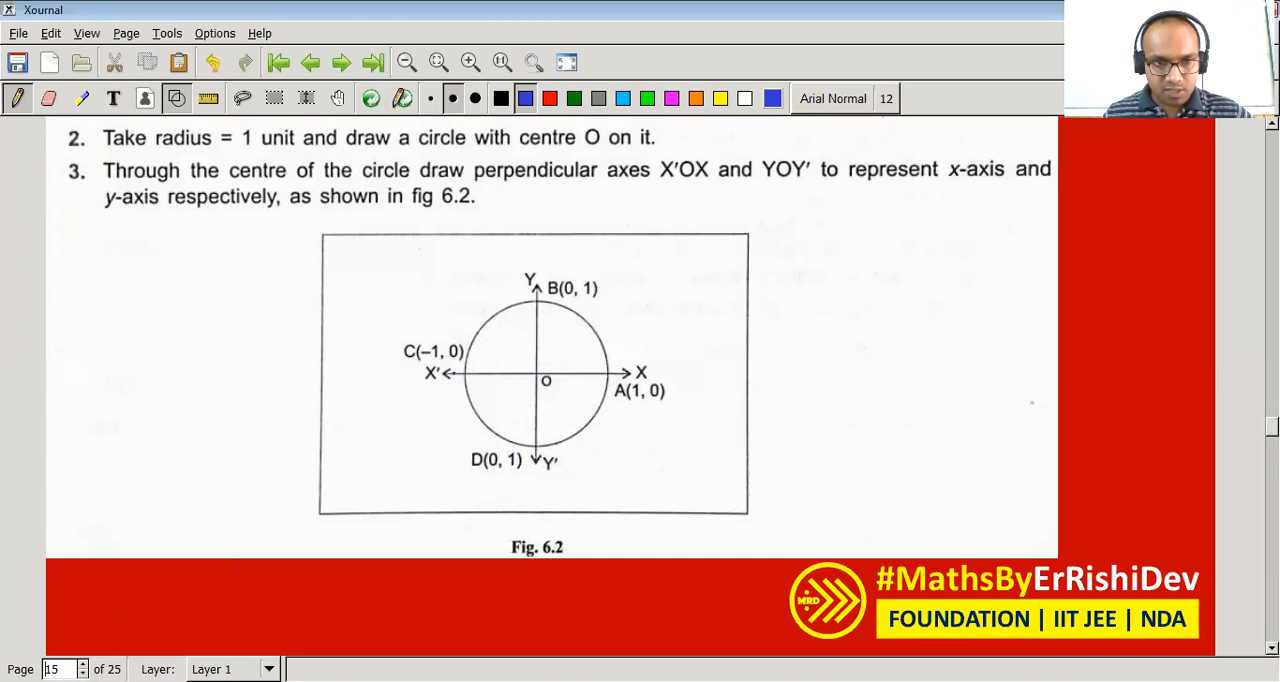 Xournal
File Edit View Page Tools Options Help
Arial Normal 12
2. Take radius = 1 unit and draw a circle with centre O on it.
3. Through the centre of the circle draw perpendicular axes X′OX and YOY′ to represent x-axis and
y-axis respectively, as shown in fig 6.2.
Y
B(0, 1)
C(–1, 0)
X′
X
O
A(1, 0)
D(0, 1)
Y′
Fig. 6.2
MRD
#MathsByErRishiDev
FOUNDATION | IIT JEE | NDA
Page 15 of 25 Layer: Layer 1